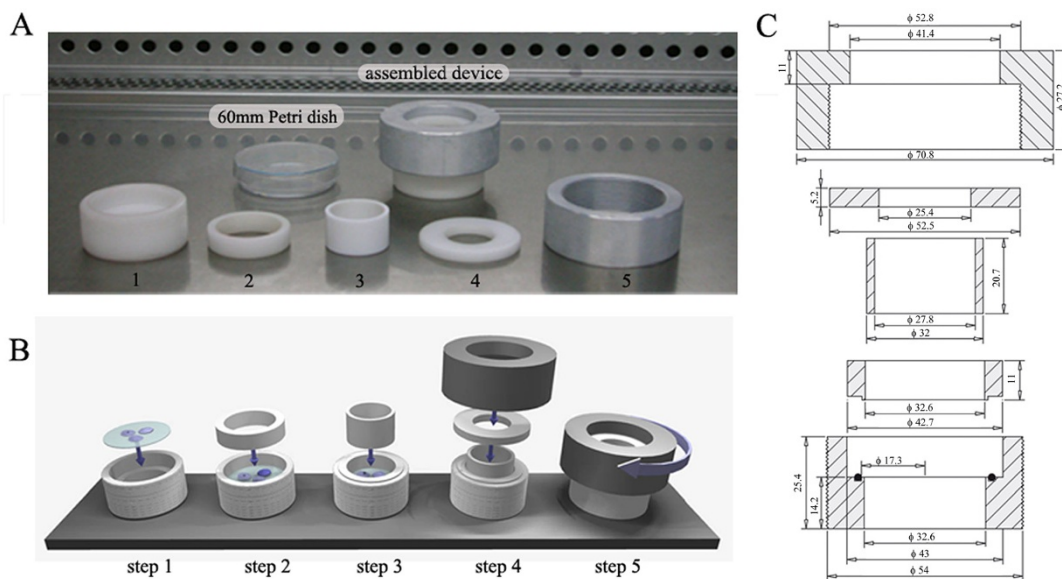 A
assembled device
60mm Petri dish
1
2
3
4
5
B
step 1
step 2
step 3
step 4
step 5
C
ϕ 52.8
ϕ 41.4
11
27.2
ϕ 70.8
5.2
ϕ 25.4
ϕ 52.5
20.7
ϕ 27.8
ϕ 32
11
ϕ 32.6
ϕ 42.7
ϕ 17.3
25.4
14.2
ϕ 32.6
ϕ 43
ϕ 54